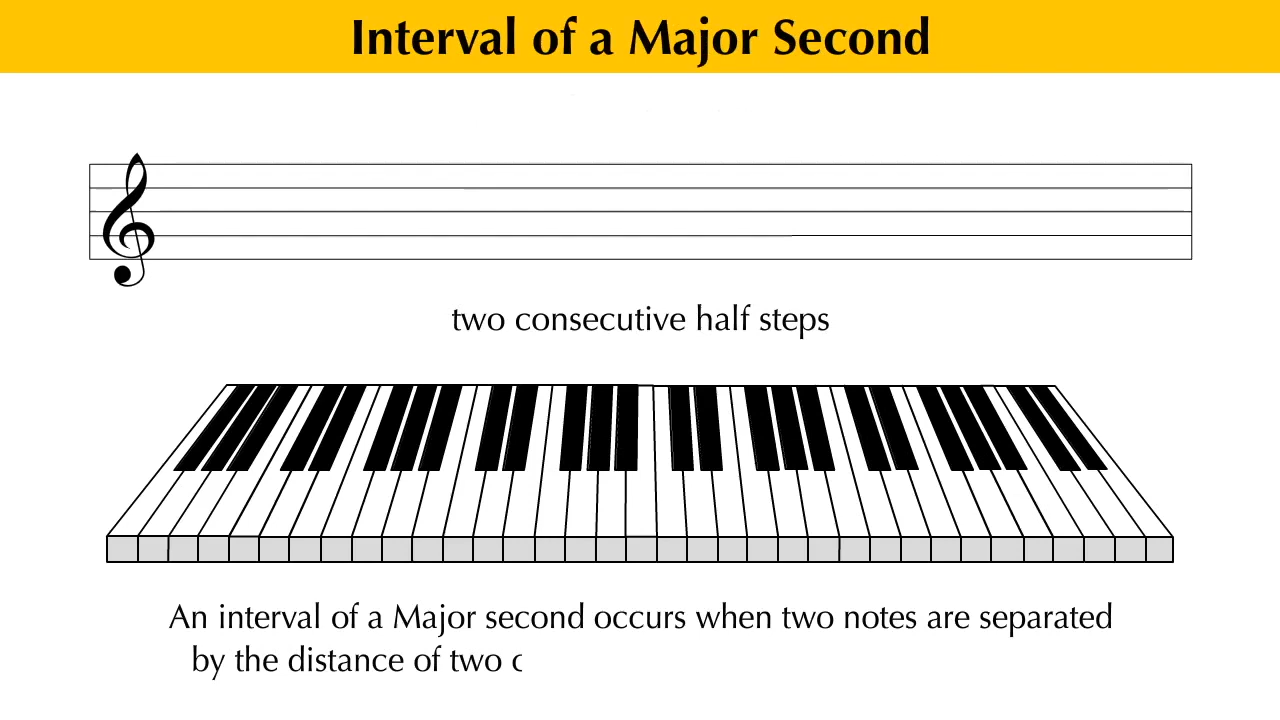 Interval of a Major Second
two consecutive half steps
An interval of a Major second occurs when two notes are separated
by the distance of two c